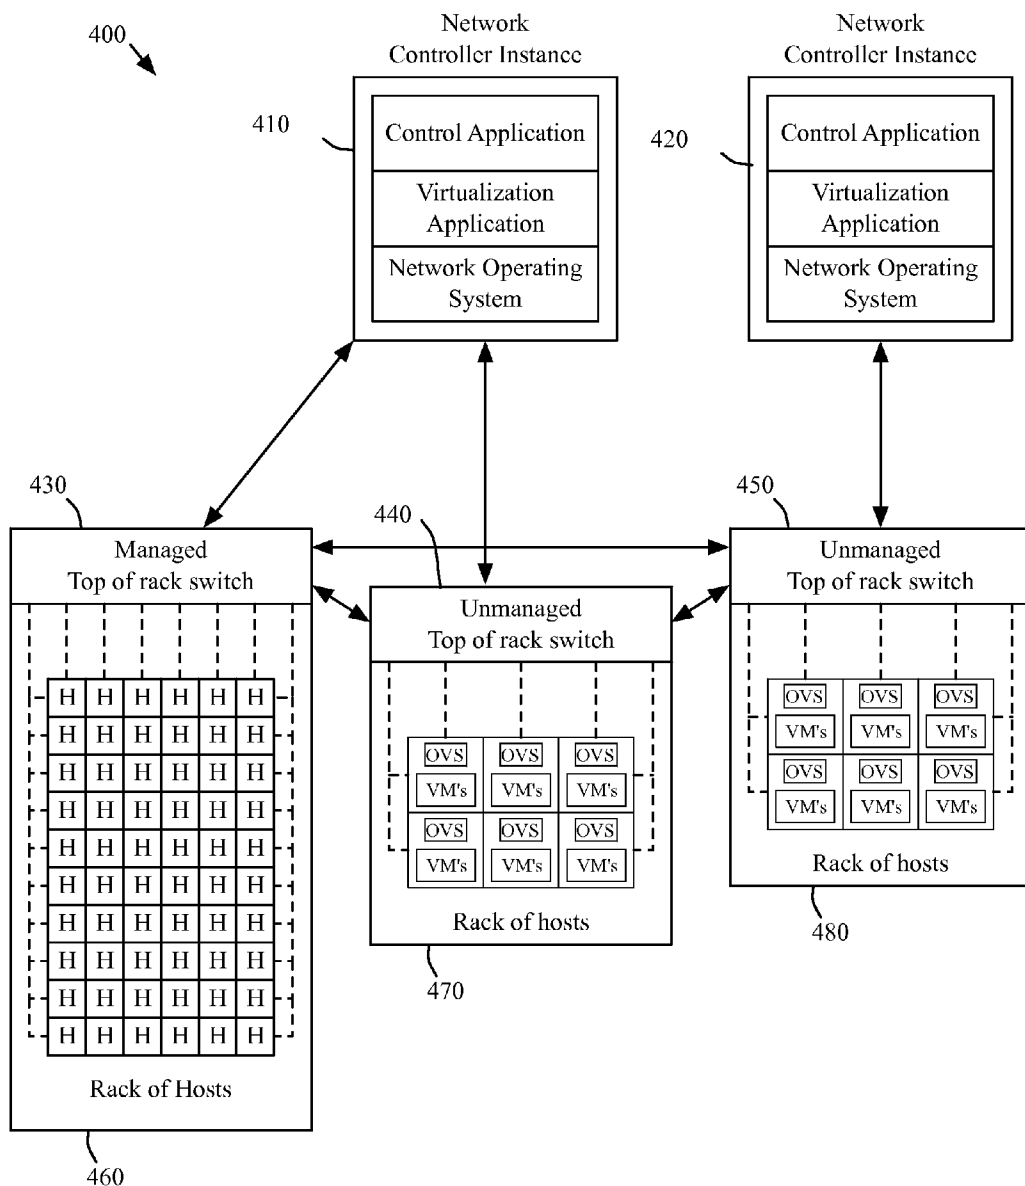 400
Network
Controller Instance
410
Control Application
Virtualization
Application
Network Operating
System
Network
Controller Instance
420
Control Application
Virtualization
Application
Network Operating
System
430
Managed
Top of rack switch
H H H H H H
H H H H H H
H H H H H H
H H H H H H
H H H H H H
H H H H H H
H H H H H H
H H H H H H
H H H H H H
H H H H H H
Rack of Hosts
460
440
Unmanaged
Top of rack switch
OVS OVS OVS
VM's VM's VM's
OVS OVS OVS
VM's VM's VM's
Rack of hosts
470
450
Unmanaged
Top of rack switch
OVS OVS OVS
VM's VM's VM's
OVS OVS OVS
VM's VM's VM's
Rack of hosts
480